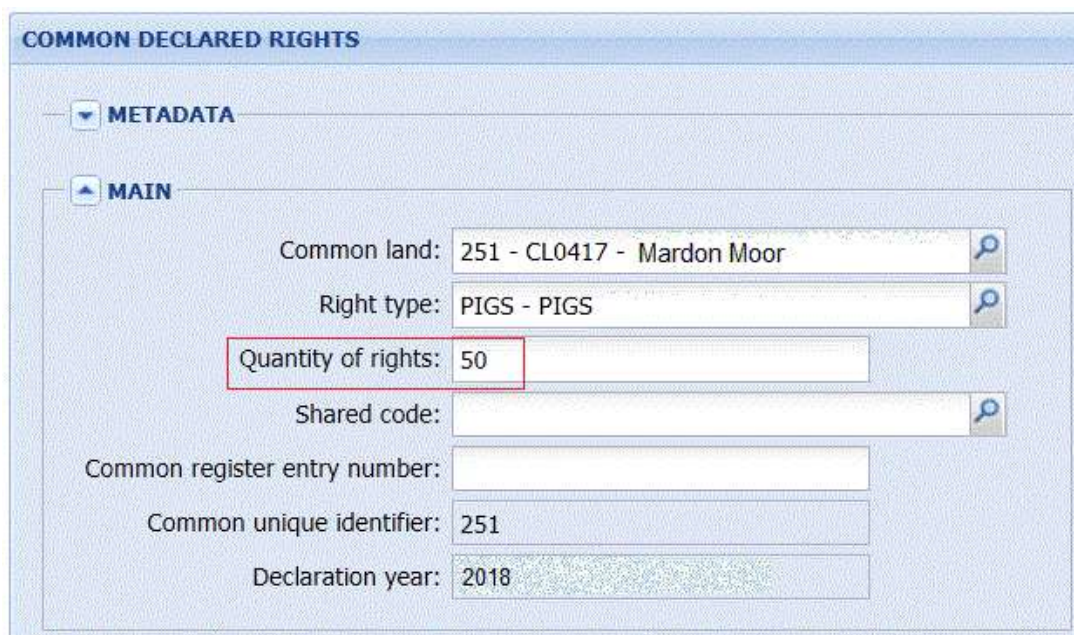 COMMON DECLARED RIGHTS
METADATA
MAIN
Common land: 251 - CL0417 - Mardon Moor
Right type: PIGS - PIGS
Quantity of rights: 50
Shared code:
Common register entry number:
Common unique identifier: 251
Declaration year: 2018